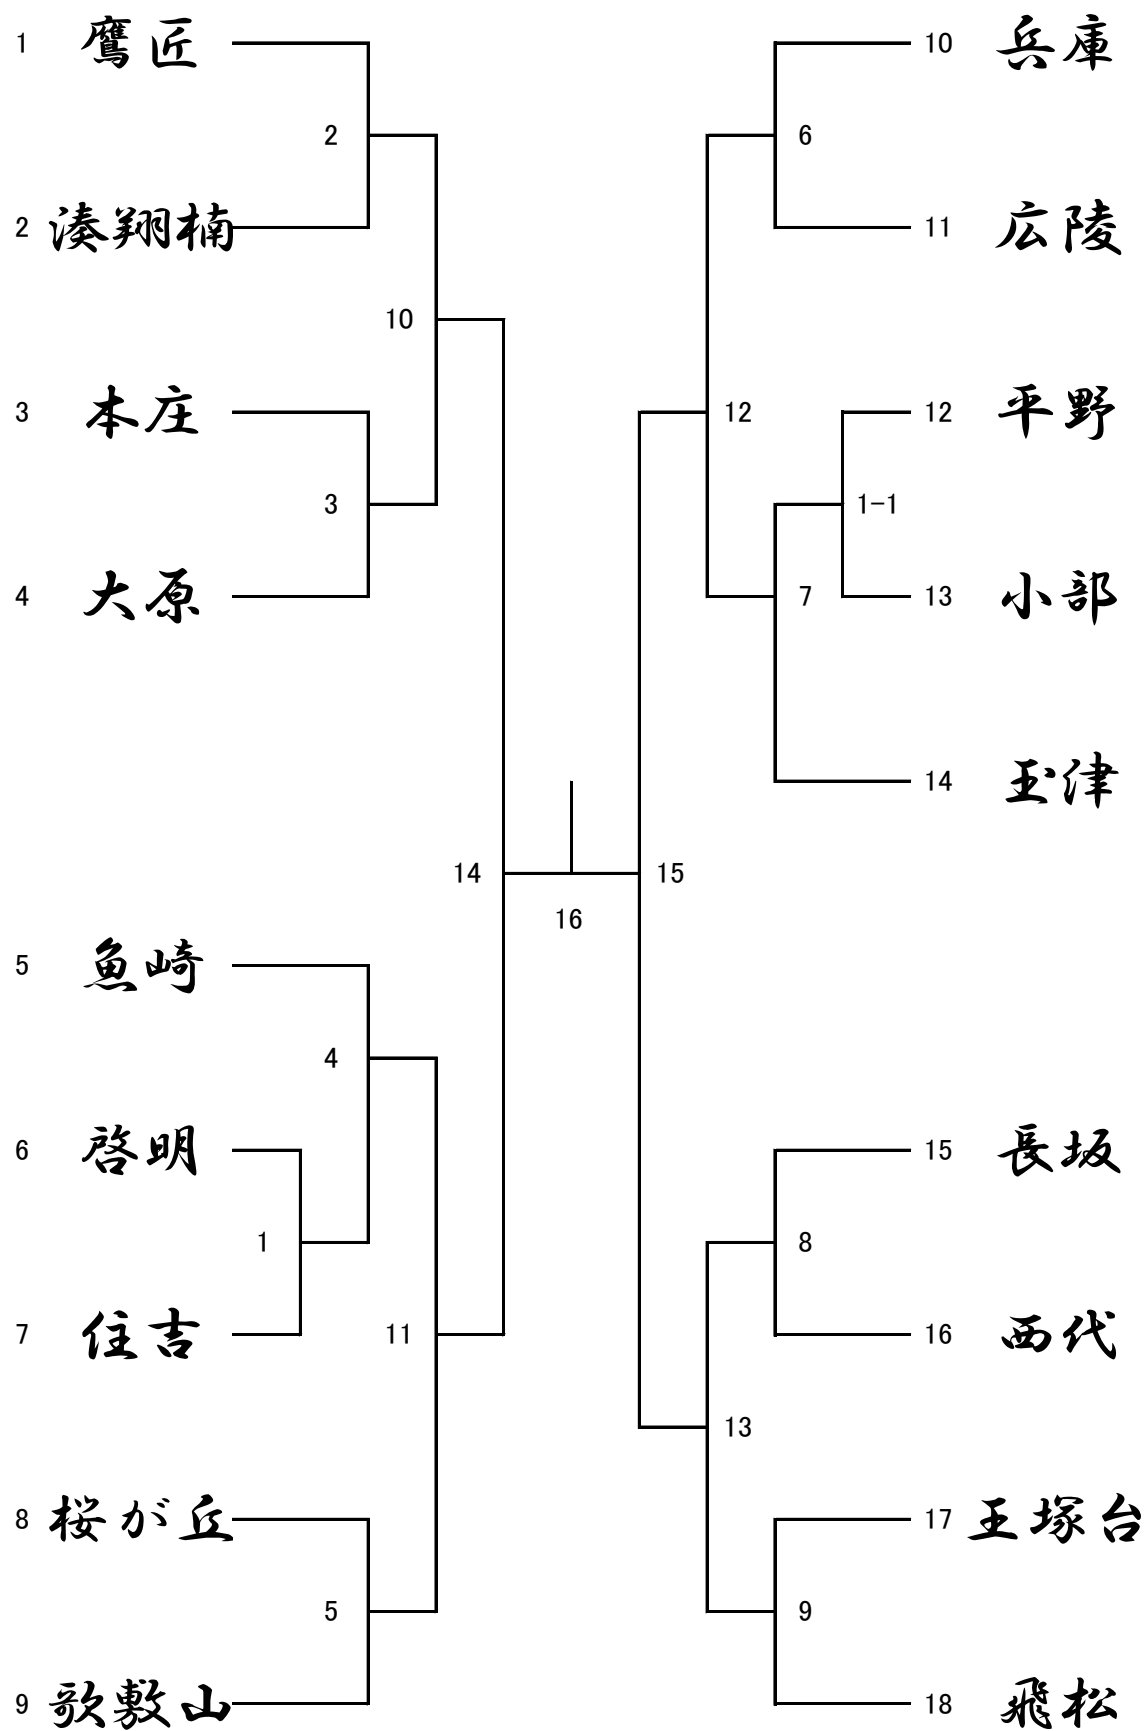 1 鷹匠
2
2 湊翔楠
10
3 本庄
3
4 大原
14
16
5 魚崎
4
6 啓明
1
7 住吉
11
8 桜が丘
5
9 歌敷山
10 兵庫
6
11 広陵
12
12 平野
1-1
7
13 小部
14 玉津
15
15 長坂
8
16 西代
13
17 王塚台
9
18 飛松